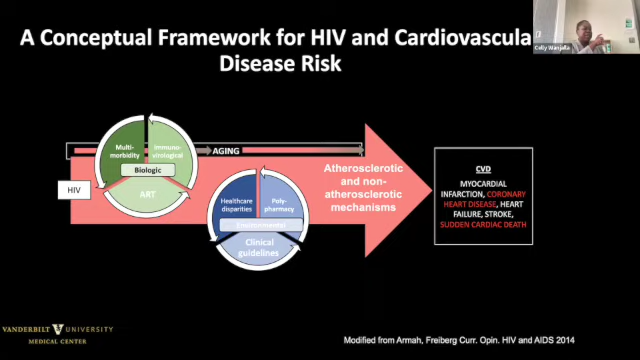 A Conceptual Framework for HIV and Cardiovascula
Disease Risk
Celly Wanjalla
AGING
Multi-
morbidity
Immuno-
virological
Biologic
ART
HIV
Healthcare
disparities
Poly-
pharmacy
Environmental
Clinical
guidelines
Atherosclerotic
and non-
atherosclerotic
mechanisms
CVD
MYOCARDIAL
INFARCTION, CORONARY
HEART DISEASE, HEART
FAILURE, STROKE,
SUDDEN CARDIAC DEATH
VANDERBILT V UNIVERSITY
MEDICAL CENTER
Modified from Armah, Freiberg Curr. Opin. HIV and AIDS 2014